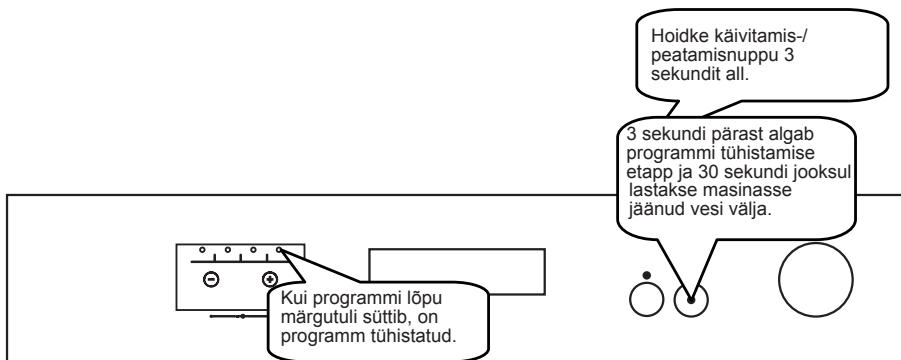 Hoidke käivitamis-/
peatamisnuppu 3
sekundit all.
3 sekundi pärast algab
programmi tühistamise
etapp ja 30 sekundi jooksul
lastakse masinasse
jäänud vesi välja.
Kui programmi lõpu
märgutuli süttib, on
programm tühistatud.